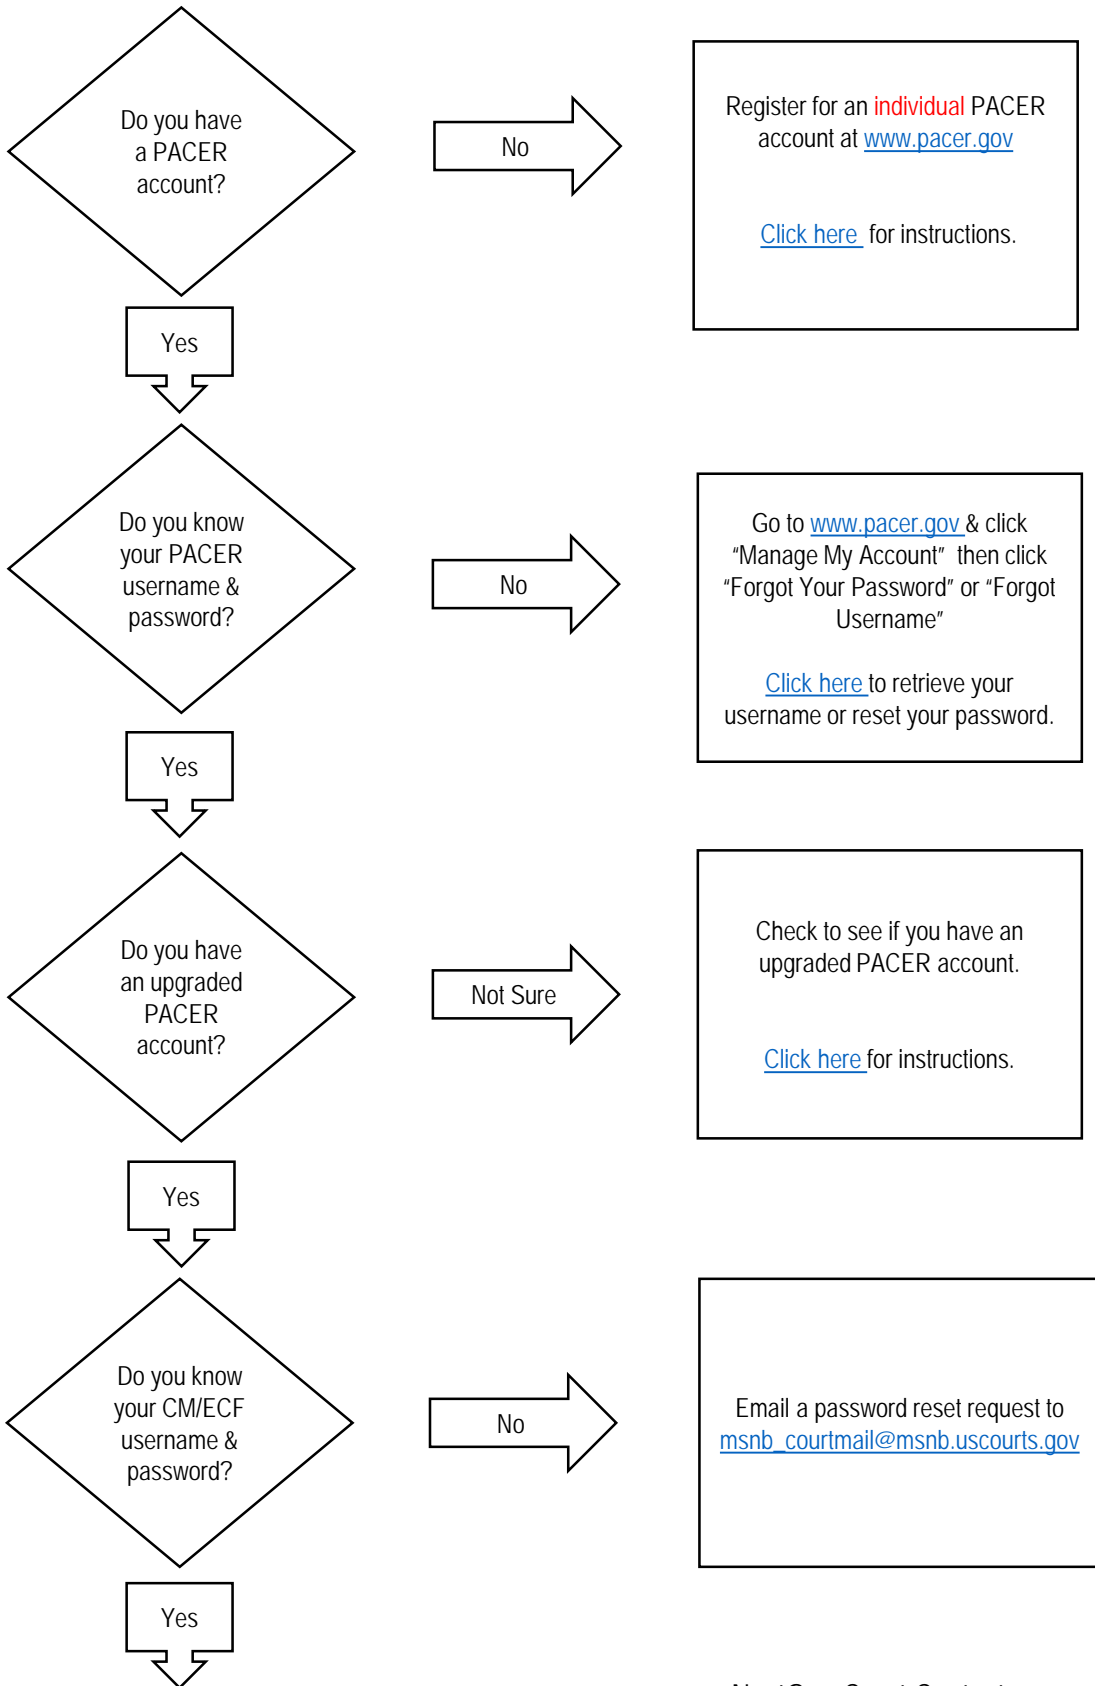 Do you have
a PACER
account?
No
Register for an individual PACER
account at www.pacer.gov
Click here for instructions.
Yes
Do you know
your PACER
username &
password?
No
Go to www.pacer.gov & click
"Manage My Account" then click
"Forgot Your Password" or "Forgot
Username"
Click here to retrieve your
username or reset your password.
Yes
Do you have
an upgraded
PACER
account?
Not Sure
Check to see if you have an
upgraded PACER account.
Click here for instructions.
Yes
Do you know
your CM/ECF
username &
password?
No
Email a password reset request to
msnb_courtmail@msnb.uscourts.gov
Yes